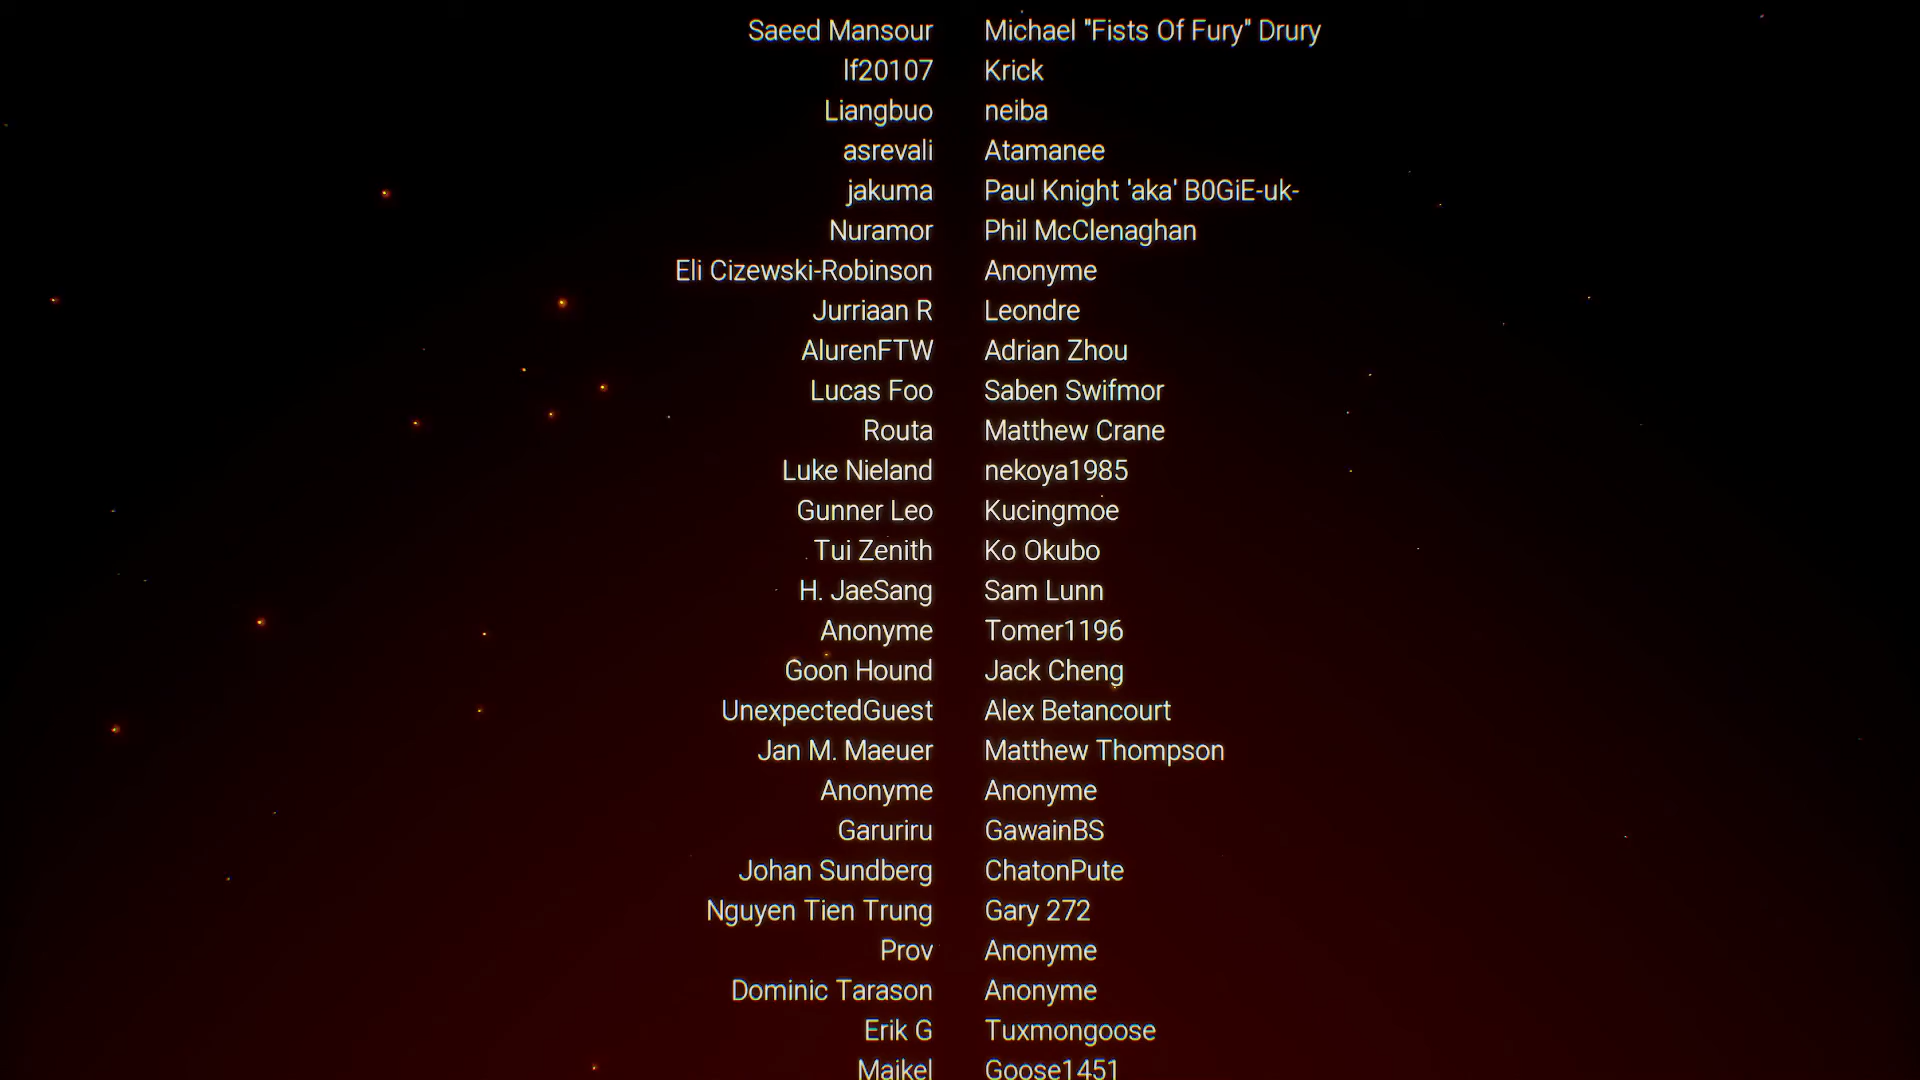 Saeed Mansour Michael "Fists Of Fury" Drury
lf20107 Krick
Liangbuo neiba
asrevali Atamanee
jakuma Paul Knight 'aka' B0GiE-uk-
Nuramor Phil McClenaghan
Eli Cizewski-Robinson Anonyme
Jurriaan R Leondre
AlurenFTW Adrian Zhou
Lucas Foo Saben Swifmor
Routa Matthew Crane
Luke Nieland nekoya1985
Gunner Leo Kucingmoe
Tui Zenith Ko Okubo
H. JaeSang Sam Lunn
Anonyme Tomer1196
Goon Hound Jack Cheng
UnexpectedGuest Alex Betancourt
Jan M. Maeuer Matthew Thompson
Anonyme Anonyme
Garuriru GawainBS
Johan Sundberg ChatonPute
Nguyen Tien Trung Gary 272
Prov Anonyme
Dominic Tarason Anonyme
Erik G Tuxmongoose
Maikel Goose1451